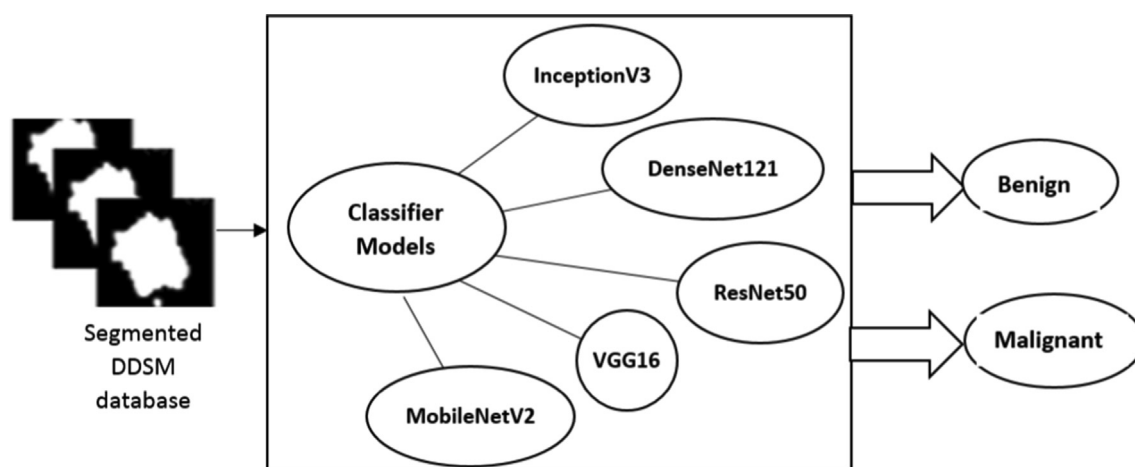 Segmented
DDSM
database
Classifier
Models
InceptionV3
DenseNet121
ResNet50
VGG16
MobileNetV2
Benign
Malignant